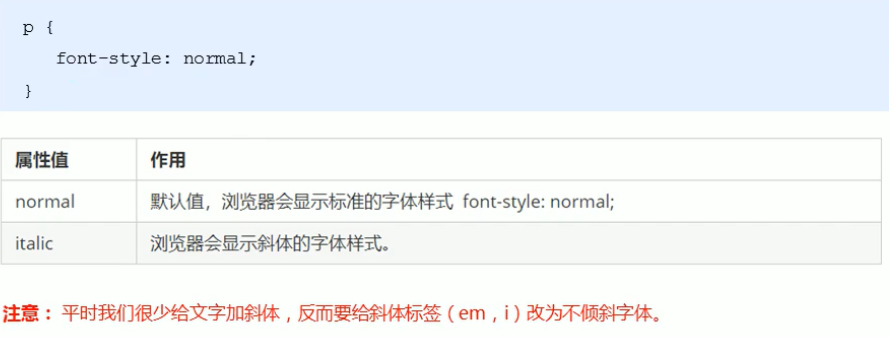 p {
font-style: normal;
}
属性值 作用
normal 默认值，浏览器会显示标准的字体样式 font-style: normal;
italic 浏览器会显示斜体的字体样式。
注意： 平时我们很少给文字加斜体，反而要给斜体标签（em，i）改为不倾斜字体。